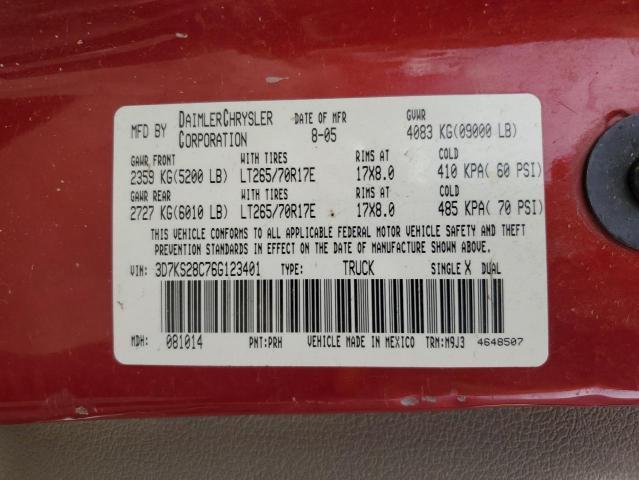 MFD BY DAIMLERCHRYSLER CORPORATION DATE OF MFR 8-05 GVWR 4083 KG(09000 LB)
GAWR FRONT WITH TIRES RIMS AT COLD
2359 KG(5200 LB) LT265/70R17E 17X8.0 410 KPA( 60 PSI)
GAWR REAR WITH TIRES RIMS AT COLD
2727 KG(6010 LB) LT265/70R17E 17X8.0 485 KPA( 70 PSI)
THIS VEHICLE CONFORMS TO ALL APPLICABLE FEDERAL MOTOR VEHICLE SAFETY AND THEFT
PREVENTION STANDARDS IN EFFECT ON THE DATE OF MANUFACTURE SHOWN ABOVE.
VIN: 3D7KS28C76G123401 TYPE: TRUCK SINGLE X DUAL
MDH: 081014 PNT:PRH VEHICLE MADE IN MEXICO TRN:M9J3 4648507